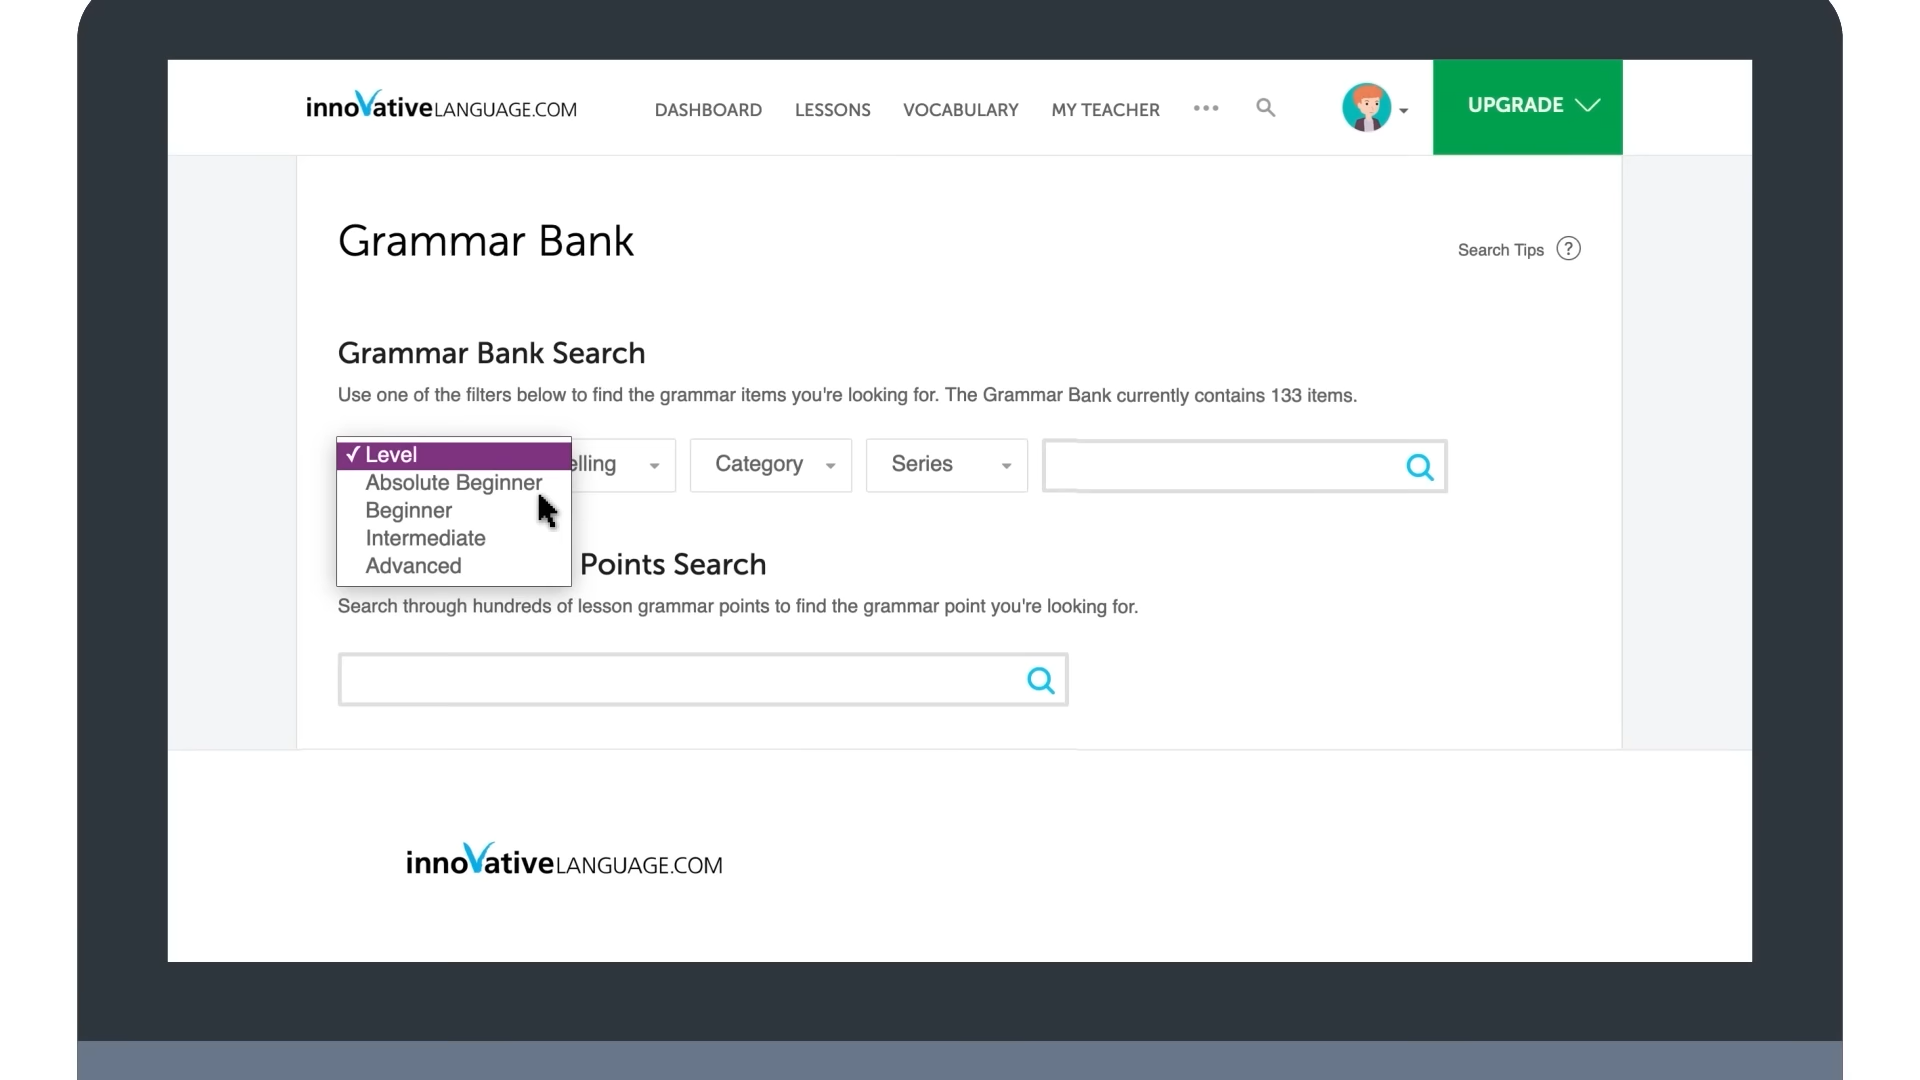 innoVativeLANGUAGE.COM DASHBOARD LESSONS VOCABULARY MY TEACHER UPGRADE
Grammar Bank
Search Tips ?
Grammar Bank Search
Use one of the filters below to find the grammar items you're looking for. The Grammar Bank currently contains 133 items.
✓ Level
Absolute Beginner
Beginner
Intermediate
Advanced
elling Category Series
Points Search
Search through hundreds of lesson grammar points to find the grammar point you're looking for.
innoVativeLANGUAGE.COM